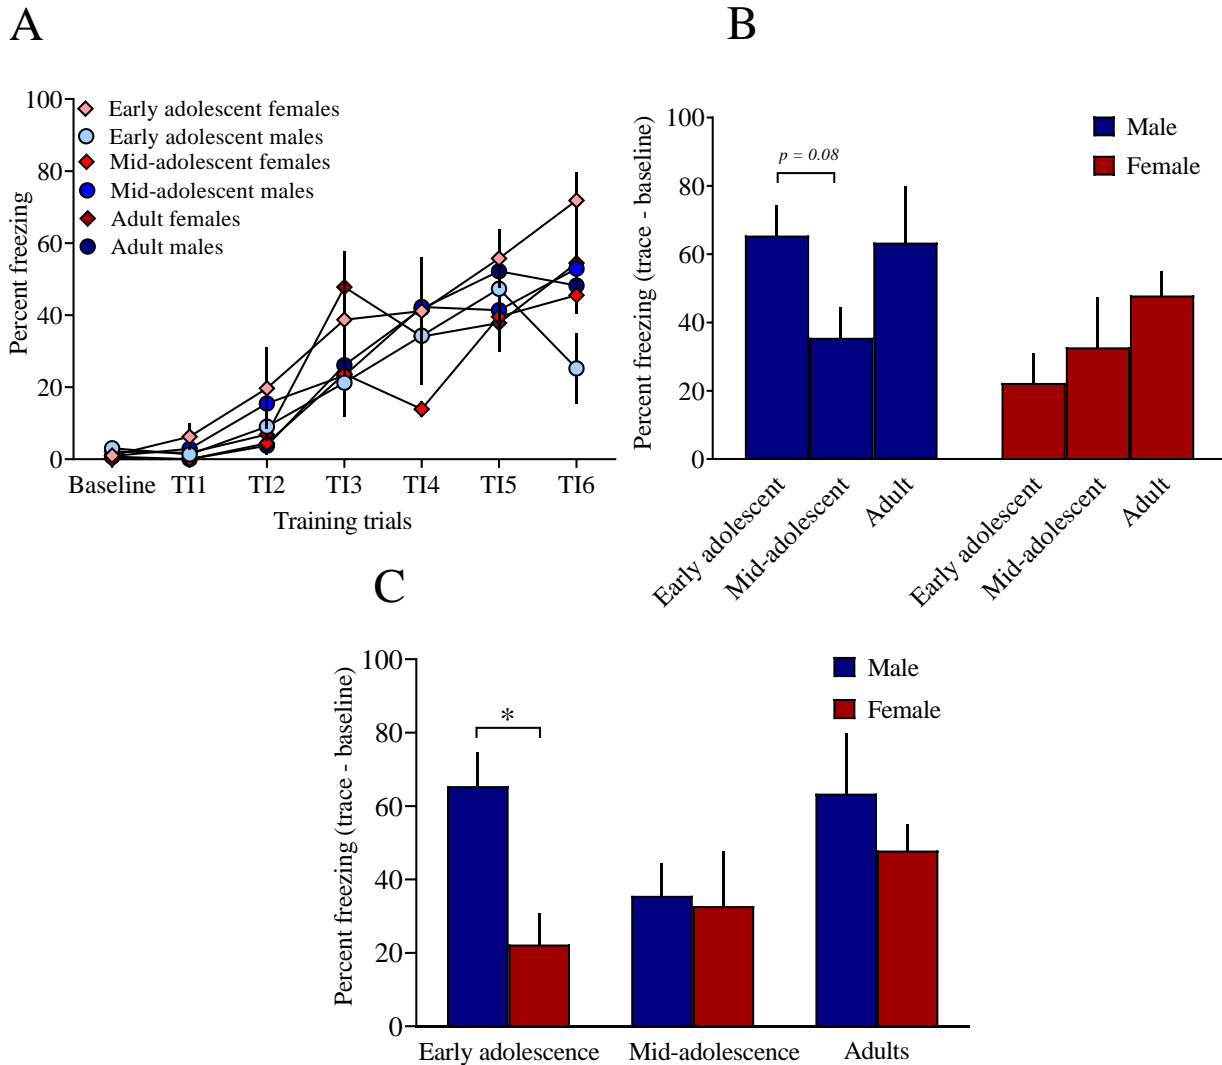 A
Percent freezing
100
80
60
40
20
0
Early adolescent females
Early adolescent males
Mid-adolescent females
Mid-adolescent males
Adult females
Adult males
Baseline TI1 TI2 TI3 TI4 TI5 TI6
Training trials
B
Percent freezing (trace - baseline)
100
80
60
40
20
0
p = 0.08
Male
Female
Early adolescent
Mid-adolescent
Adult
Early adolescent
Mid-adolescent
Adult
C
Percent freezing (trace - baseline)
100
80
60
40
20
0
*
Male
Female
Early adolescence Mid-adolescence Adults